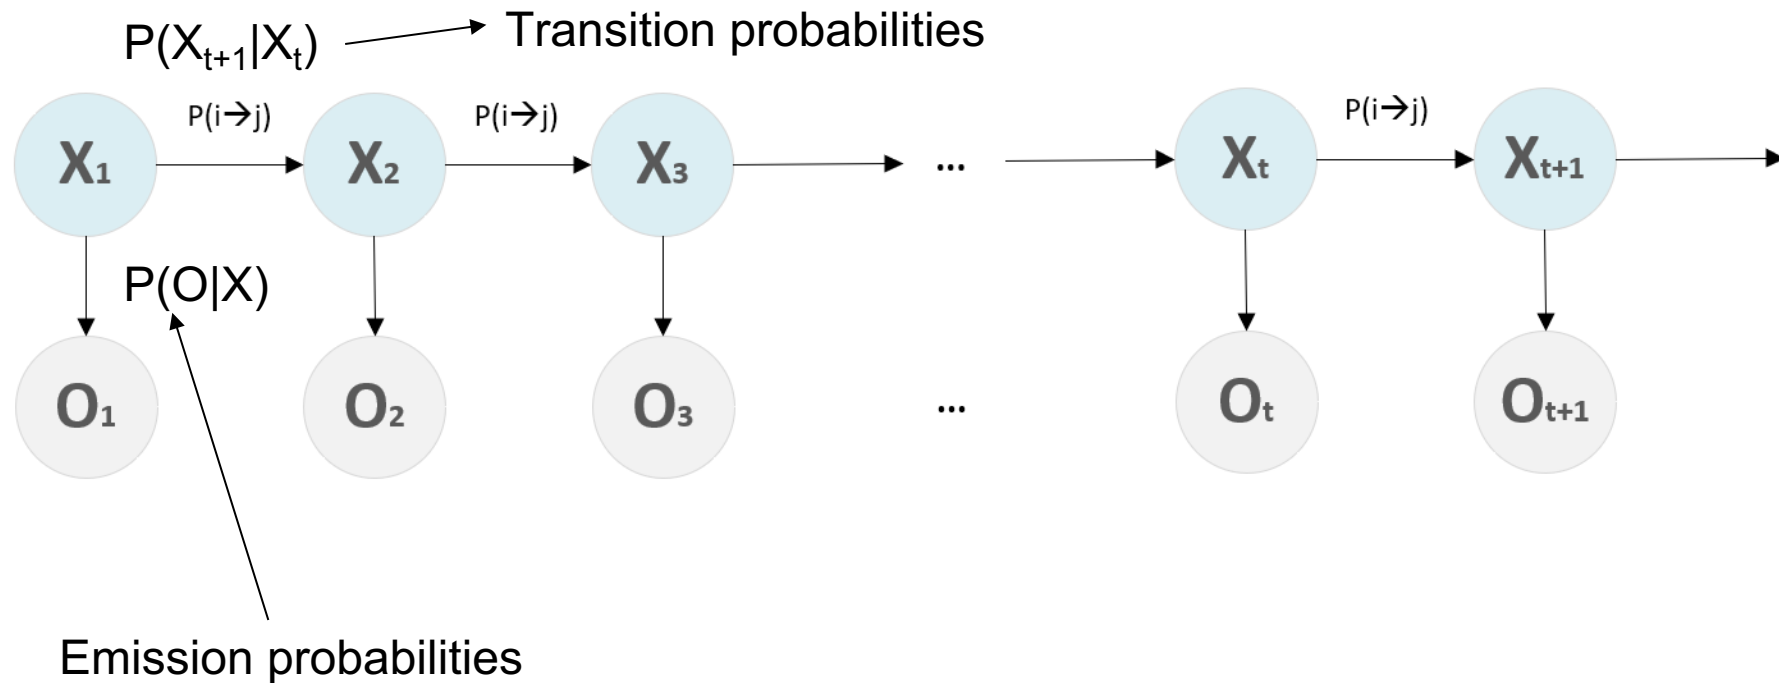 P(Xt+1|Xt) Transition probabilities
P(i→j) P(i→j) P(i→j)
X1 X2 X3 ... Xt Xt+1
P(O|X)
O1 O2 O3 ... Ot Ot+1
Emission probabilities